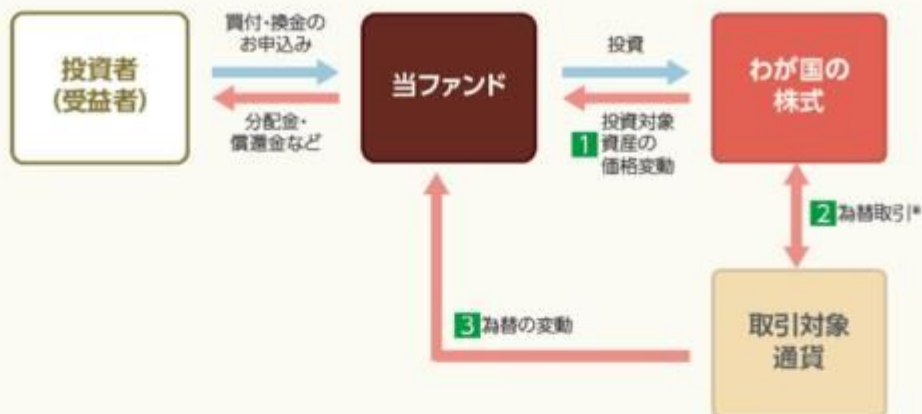 買付・換金の
お申込み
投資者
(受益者)
分配金・
償還金など
当ファンド
投資
1 投資対象
資産の
価格変動
わが国の
株式
2 為替取引*
3 為替の変動
取引対象
通貨